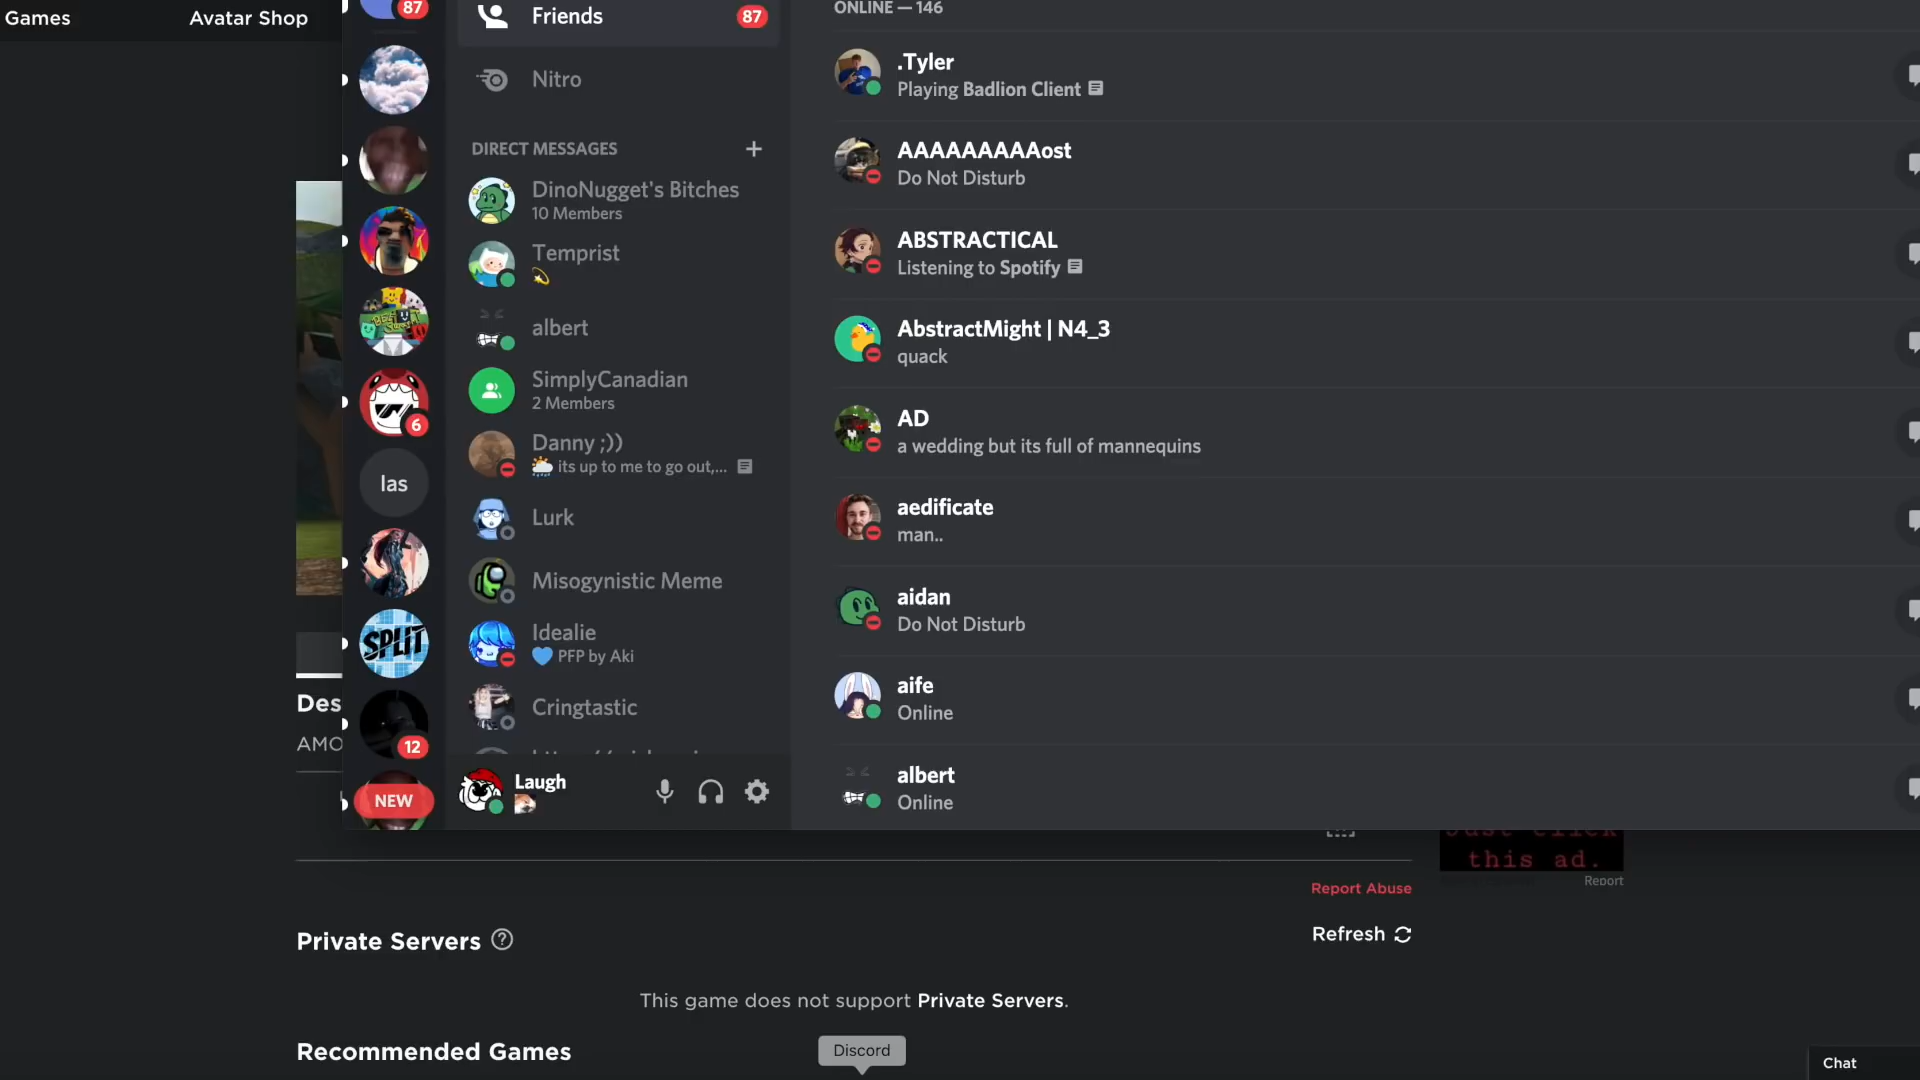 Games
Avatar Shop
87
Friends
87
Nitro
DIRECT MESSAGES
DinoNugget's Bitches
10 Members
Temprist
albert
SimplyCanadian
2 Members
6
Danny ;))
its up to me to go out,...
las
Lurk
Misogynistic Meme
Idealie
PFP by Aki
SPLIT
Cringtastic
12
NEW
Laugh
ONLINE — 146
.Tyler
Playing Badlion Client
AAAAAAAAAost
Do Not Disturb
ABSTRACTICAL
Listening to Spotify
AbstractMight | N4_3
quack
AD
a wedding but its full of mannequins
aedificate
man..
aidan
Do Not Disturb
aife
Online
albert
Online
Des
AMO
Just click
this ad.
Report
Report Abuse
Private Servers
Refresh
This game does not support Private Servers.
Recommended Games
Discord
Chat